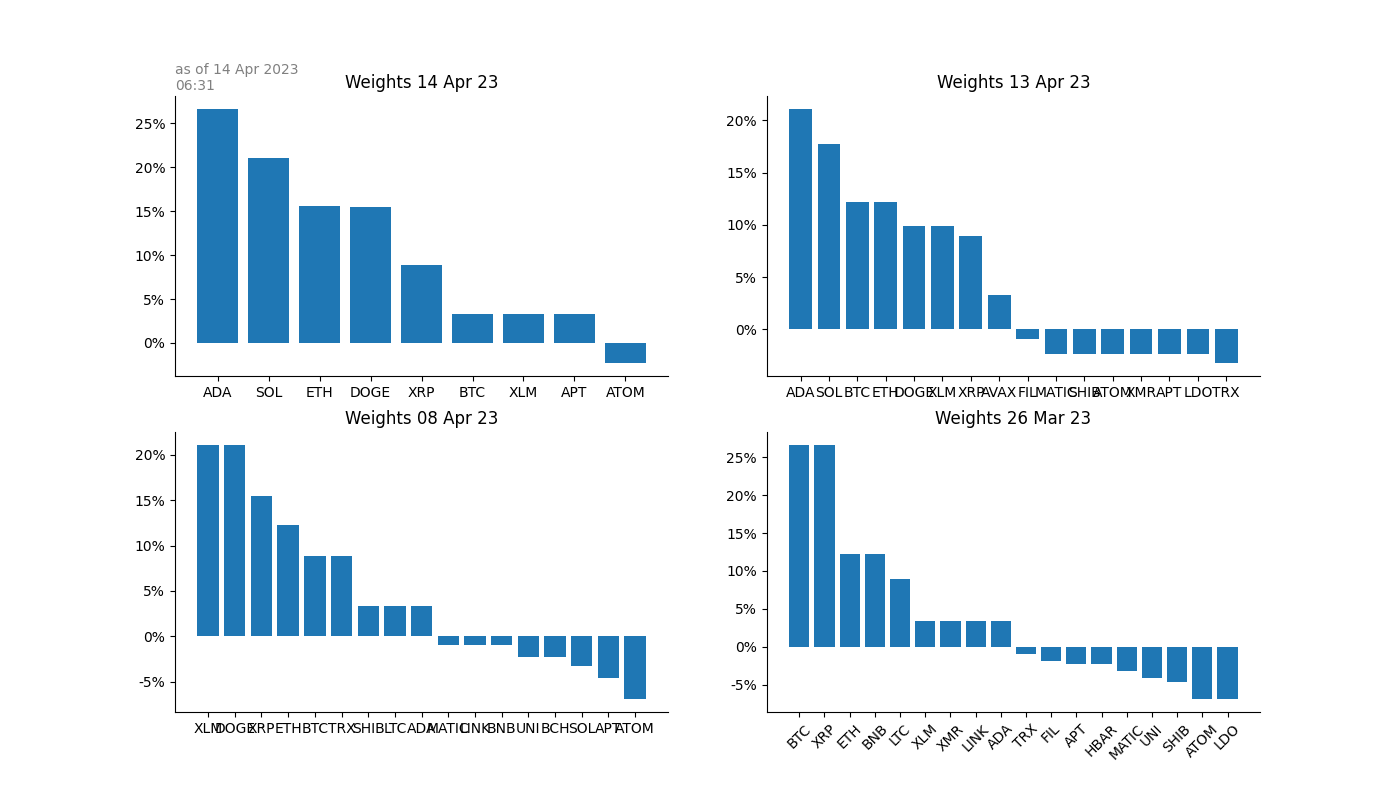 as of 14 Apr 2023
06:31
Weights 14 Apr 23
25%
20%
15%
10%
5%
0%
ADA SOL ETH DOGE XRP BTC XLM APT ATOM
Weights 13 Apr 23
20%
15%
10%
5%
0%
ADA SOL BTC ETH DOGE XLM XRP AVAX FIL MATIC SHIB ATOM XMR APT LDO TRX
Weights 08 Apr 23
20%
15%
10%
5%
0%
-5%
XLM DOGE XRP ETH BTC TRX SHIB LTC ADA MATIC LINK BNB UNI BCH SOL APT ATOM
Weights 26 Mar 23
25%
20%
15%
10%
5%
0%
-5%
BTC XRP ETH BNB LTC XLM XMR LINK ADA TRX FIL APT HBAR MATIC UNI SHIB ATOM LDO